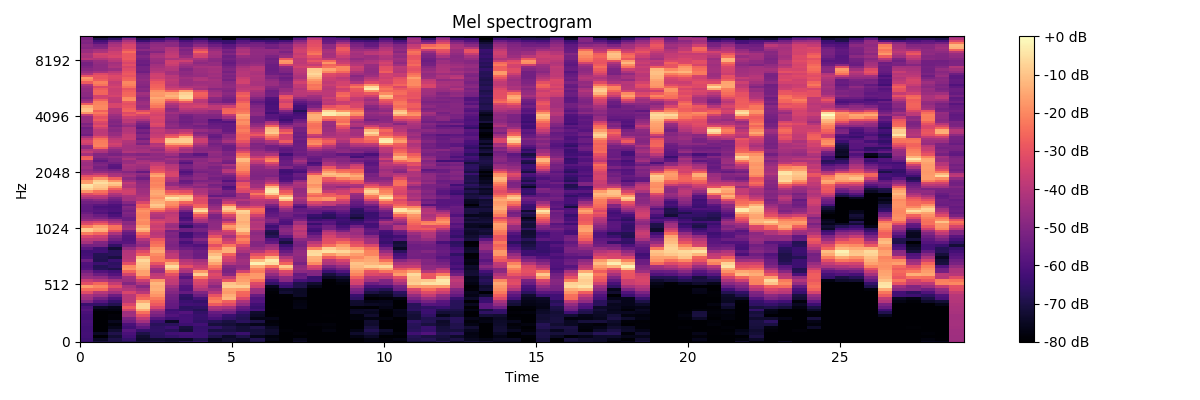 Mel spectrogram
Hz
8192
4096
2048
1024
512
0
0 5 10 15 20 25
Time
+0 dB
-10 dB
-20 dB
-30 dB
-40 dB
-50 dB
-60 dB
-70 dB
-80 dB